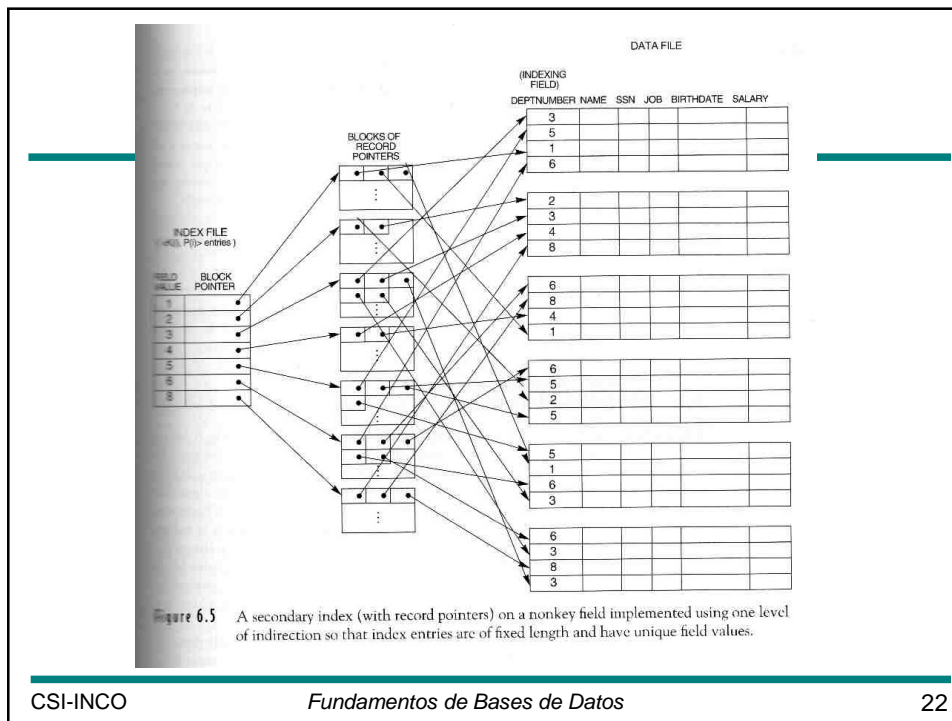 DATA FILE
(INDEXING
FIELD)
DEPTNUMBER NAME SSN JOB BIRTHDATE SALARY
3
5
1
6
2
3
4
8
6
8
4
1
6
5
2
5
5
1
6
3
6
3
8
3
BLOCKS OF
RECORD
POINTERS
INDEX FILE
P(i)> entries )
BLOCK
POINTER
1
2
3
4
5
6
8
Figure 6.5 A secondary index (with record pointers) on a nonkey field implemented using one level
of indirection so that index entries are of fixed length and have unique field values.
CSI-INCO Fundamentos de Bases de Datos 22